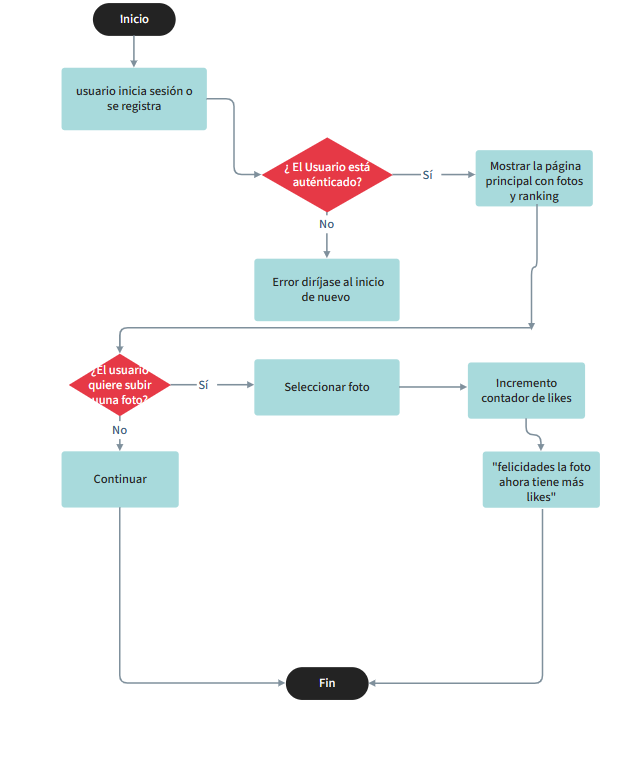 Inicio
usuario inicia sesión o
se registra
¿ El Usuario está
auténticado?
Sí
Mostrar la página
principal con fotos
y ranking
No
Error diríjase al inicio
de nuevo
¿El usuario
quiere subir
uuna foto?
Sí
Seleccionar foto
Incremento
contador de likes
No
Continuar
"felicidades la foto
ahora tiene más
likes"
Fin